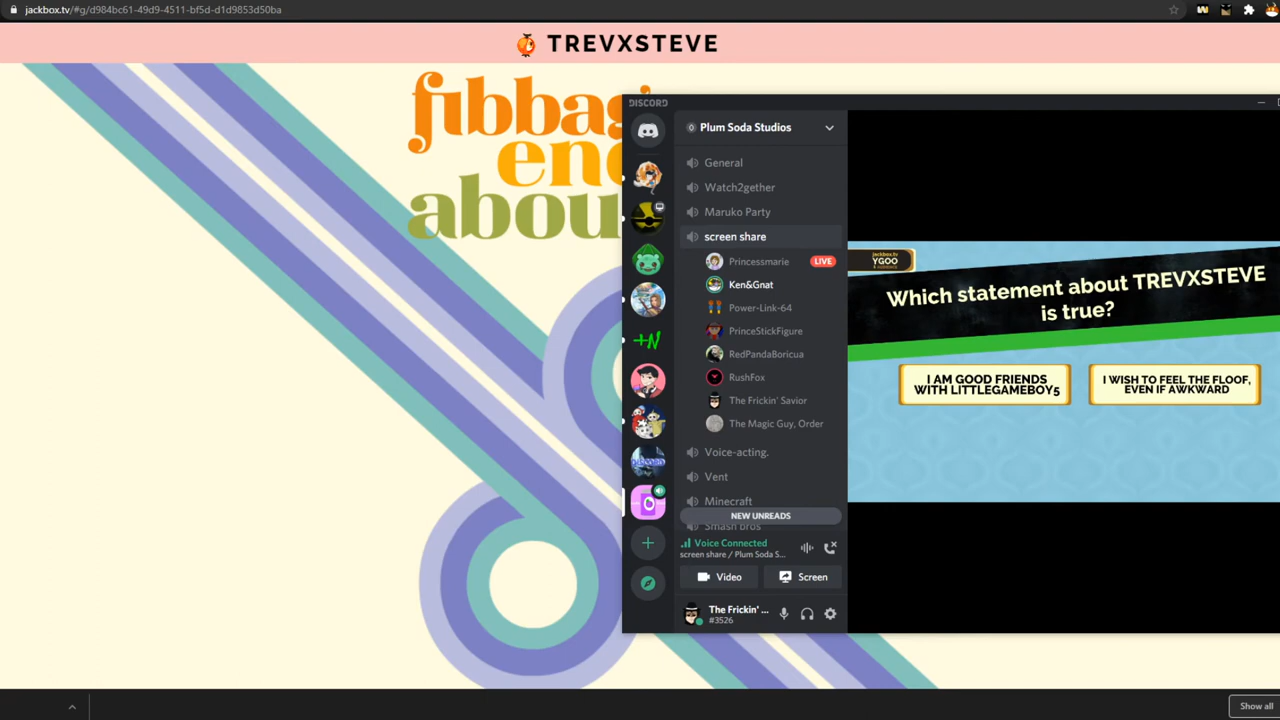 jackbox.tv/#g/d984bc61-49d9-4511-bf5d-d1d9853d50ba
TREVXSTEVE
fibbag
en
abou
DISCORD
Plum Soda Studios
General
Watch2gether
Maruko Party
screen share
Princessmarie
LIVE
Ken&Gnat
Power-Link-64
PrinceStickFigure
RedPandaBoricua
RushFox
The Frickin' Savior
The Magic Guy, Order
Voice-acting.
Vent
Minecraft
NEW UNREADS
Smash bros
Voice Connected
screen share / Plum Soda S...
Video
Screen
The Frickin' ...
#3526
+N
jackbox.tv
YGOO
Which statement about TREVXSTEVE
is true?
I AM GOOD FRIENDS
WITH LITTLEGAMEBOY5
I WISH TO FEEL THE FLOOF,
EVEN IF AWKWARD
Show all